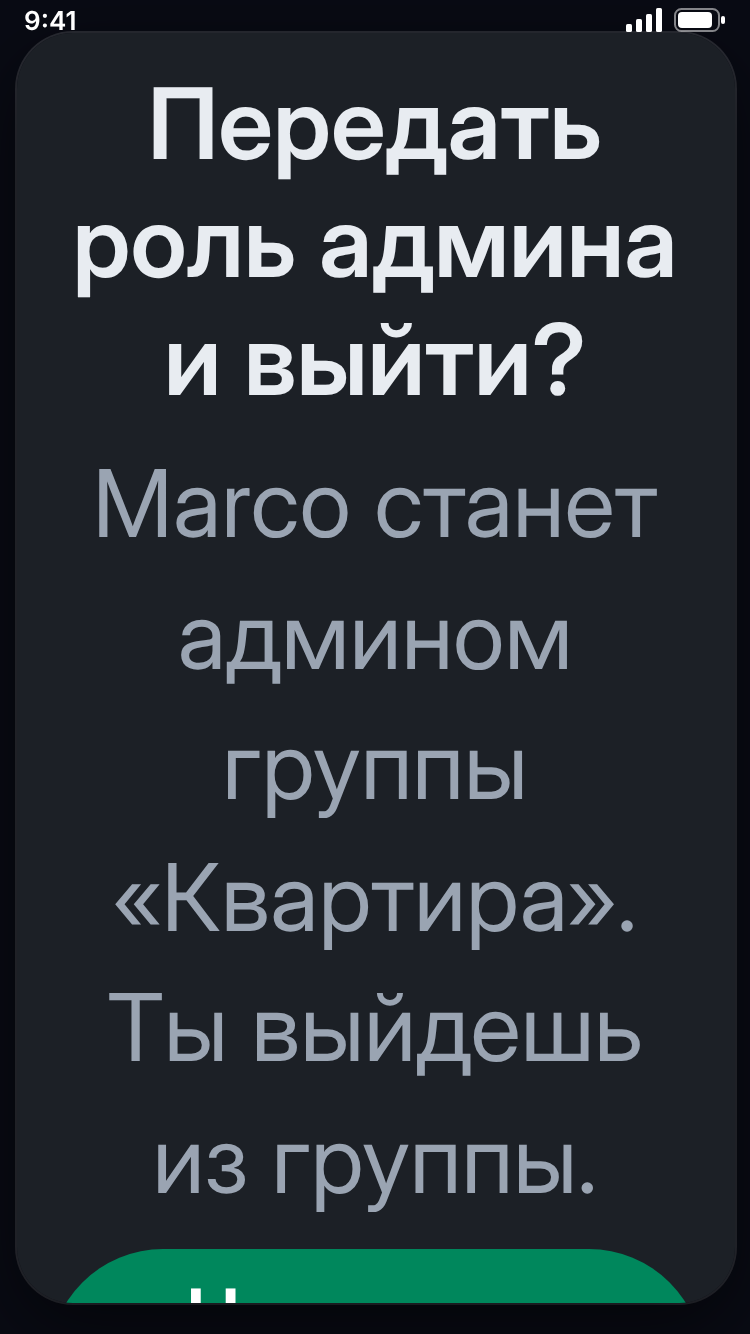 9:41
Передать
роль админа
и выйти?
Marco станет
админом
группы
«Квартира».
Ты выйдешь
из группы.